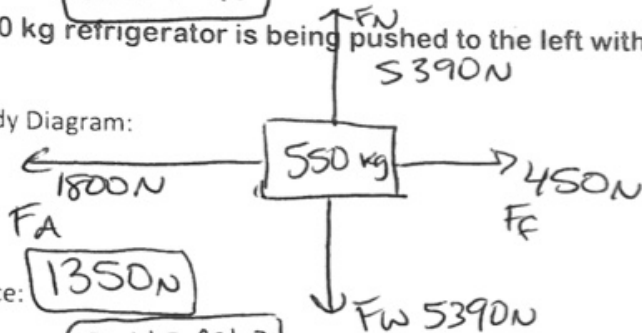 FN
0 kg refrigerator is being pushed to the left with
5390N
dy Diagram:
550 kg
1800N
450N
FA
Ff
1350N
ce:
Fw 5390N